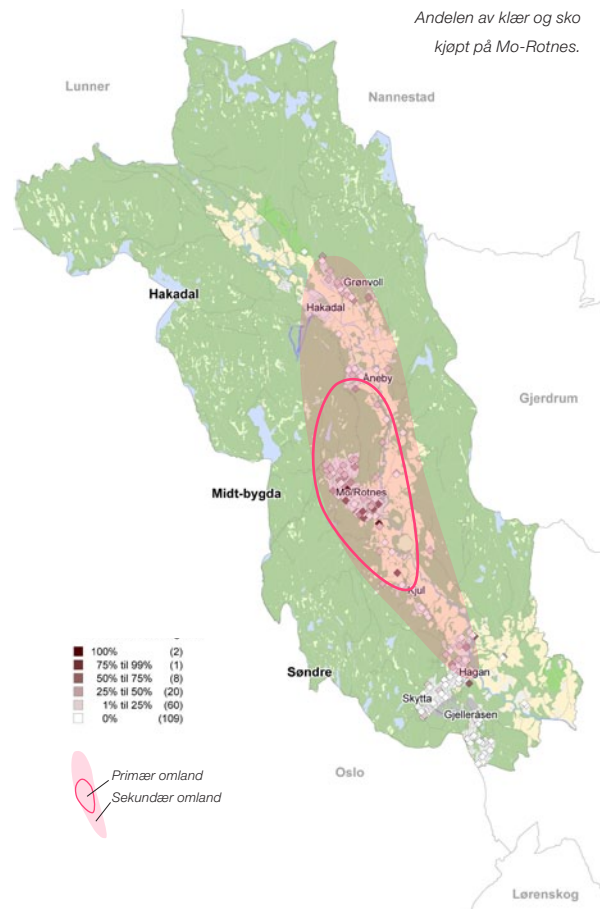 Andelen av klær og sko
kjøpt på Mo-Rotnes.
Lunner
Nannestad
Grønvoll
Hakadal
Hakadal
Åneby
Gjerdrum
Midt-bygda
Mo/Rotnes
Kjul
100% (2)
75% til 99% (1)
50% til 75% (8)
25% til 50% (20)
1% til 25% (60)
0% (109)
Søndre
Hagan
Skytta
Gjelleråsen
Oslo
Primær omland
Sekundær omland
Lørenskog